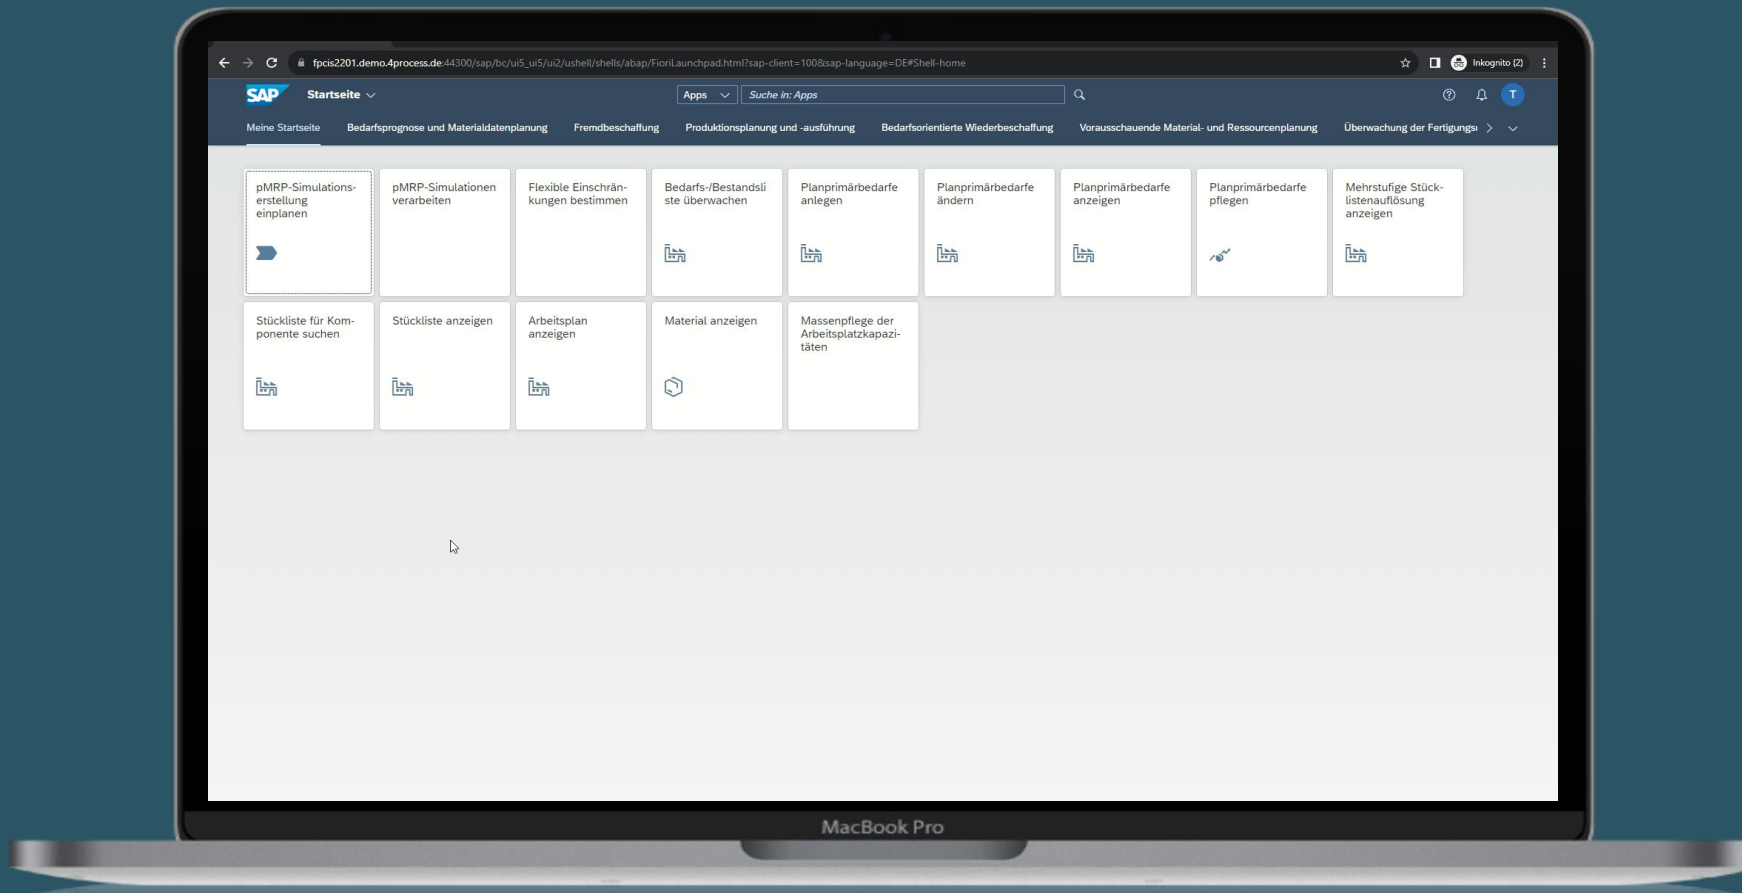 fpcis2201.demo.4process.de:44300/sap/bc/ui5_ui5/ui2/ushell/shells/abap/FioriLaunchpad.html?sap-client=100&sap-language=DE#Shell-home
Inkognito (2)
SAP
Startseite
Apps
Suche in: Apps
T
Meine Startseite
Bedarfsprognose und Materialdatenplanung
Fremdbeschaffung
Produktionsplanung und -ausführung
Bedarfsorientierte Wiederbeschaffung
Vorausschauende Material- und Ressourcenplanung
Überwachung der Fertigungs
pMRP-Simulations-
erstellung
einplanen
pMRP-Simulationen
verarbeiten
Flexible Einschrän-
kungen bestimmen
Bedarfs-/Bestandsli
ste überwachen
Planprimärbedarfe
anlegen
Planprimärbedarfe
ändern
Planprimärbedarfe
anzeigen
Planprimärbedarfe
pflegen
Mehrstufige Stück-
listenauflösung
anzeigen
Stückliste für Kom-
ponente suchen
Stückliste anzeigen
Arbeitsplan
anzeigen
Material anzeigen
Massenpflege der
Arbeitsplatzkapazi-
täten
MacBook Pro